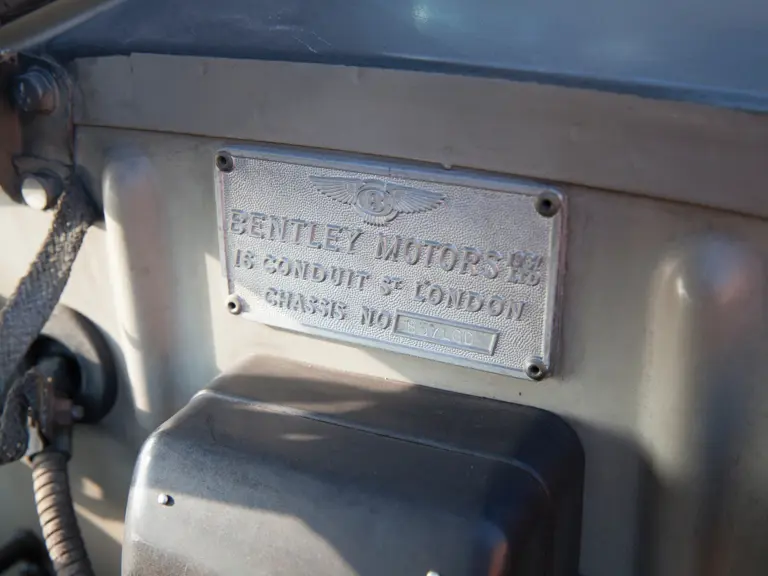 B
BENTLEY MOTORS LTD
16 CONDUIT ST LONDON
CHASSIS NO